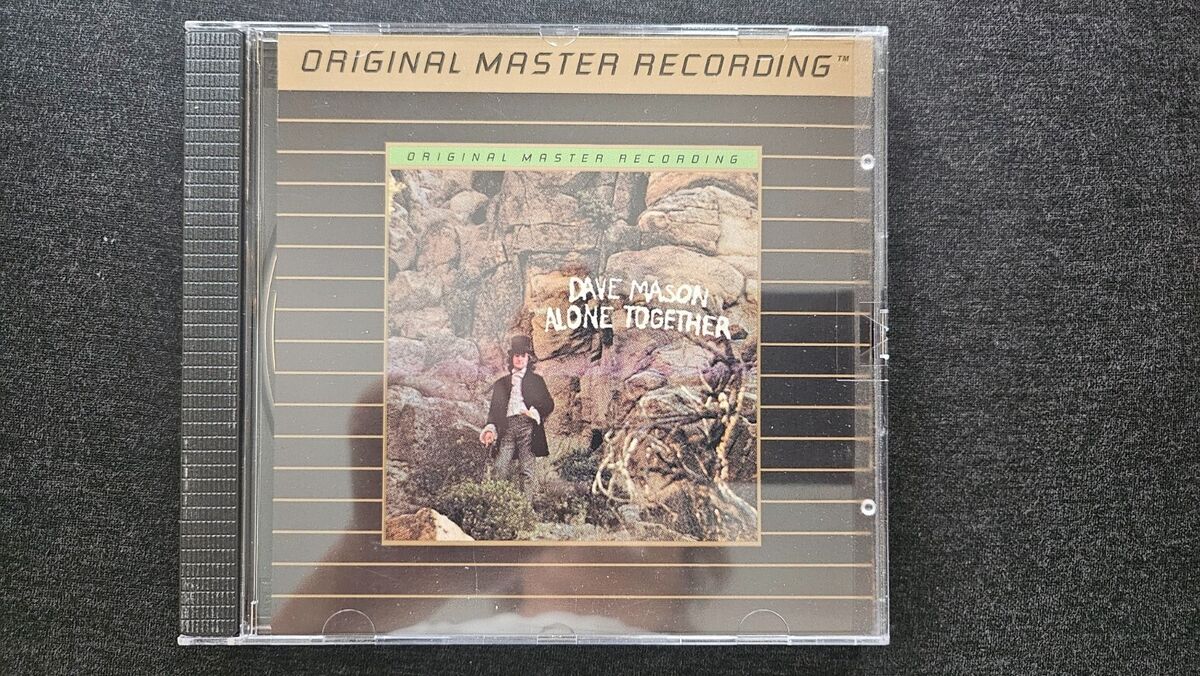 ORIGINAL MASTER RECORDING™
ORIGINAL MASTER RECORDING
DAVE MASON
ALONE TOGETHER